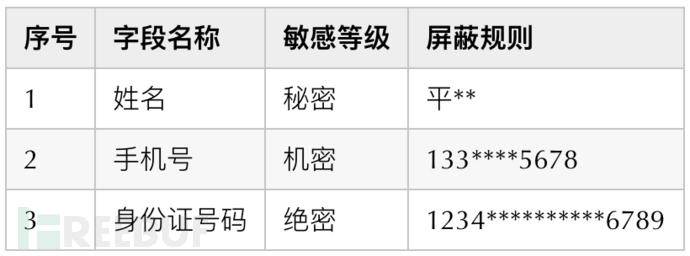 序号 字段名称 敏感等级 屏蔽规则
1 姓名 秘密 平**
2 手机号 机密 133****5678
3 身份证号码 绝密 1234**********6789
FREEBUF